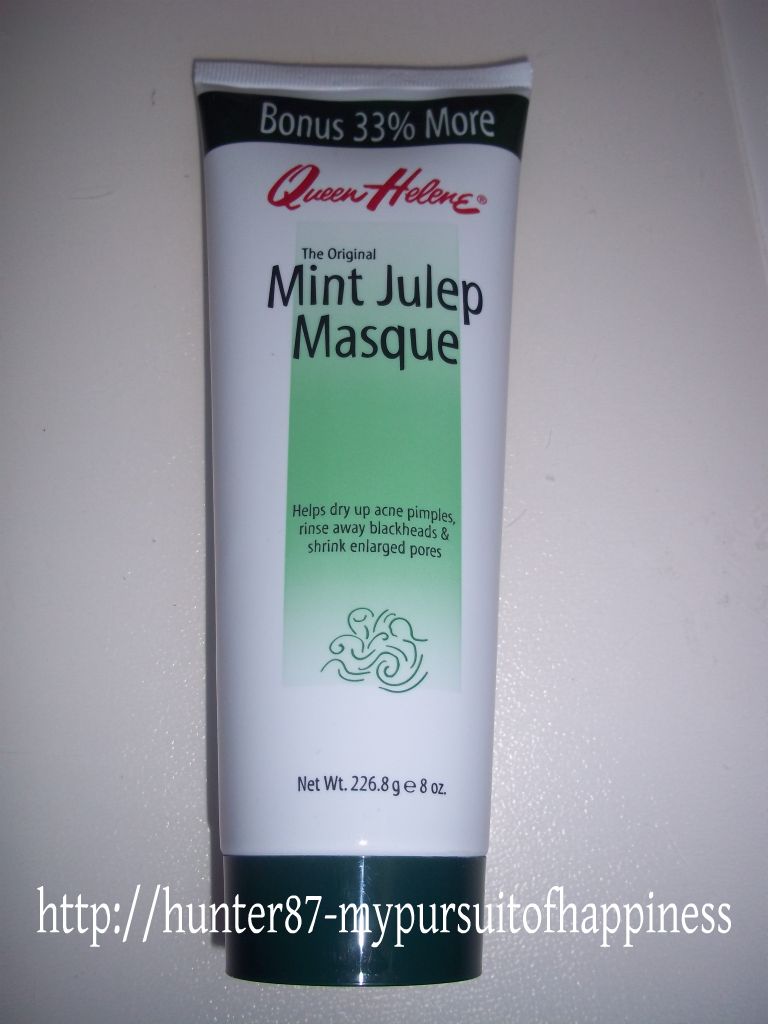 Bonus 33% More
Queen Helene®
The Original
Mint Julep
Masque
Helps dry up acne pimples,
rinse away blackheads &
shrink enlarged pores
Net Wt. 226.8 g ℮ 8 oz.
http://hunter87-mypursuitofhappiness